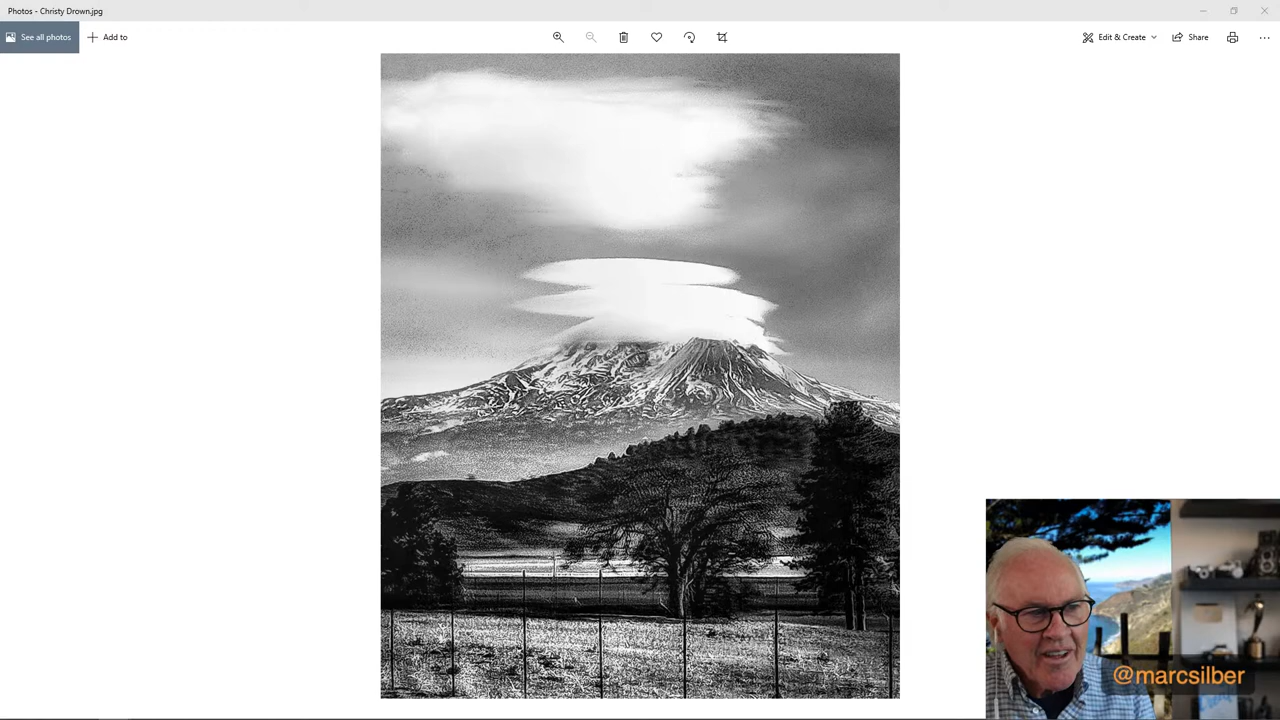 Photos - Christy Drown.jpg
See all photos
Add to
Edit & Create
Share
@marcsilber